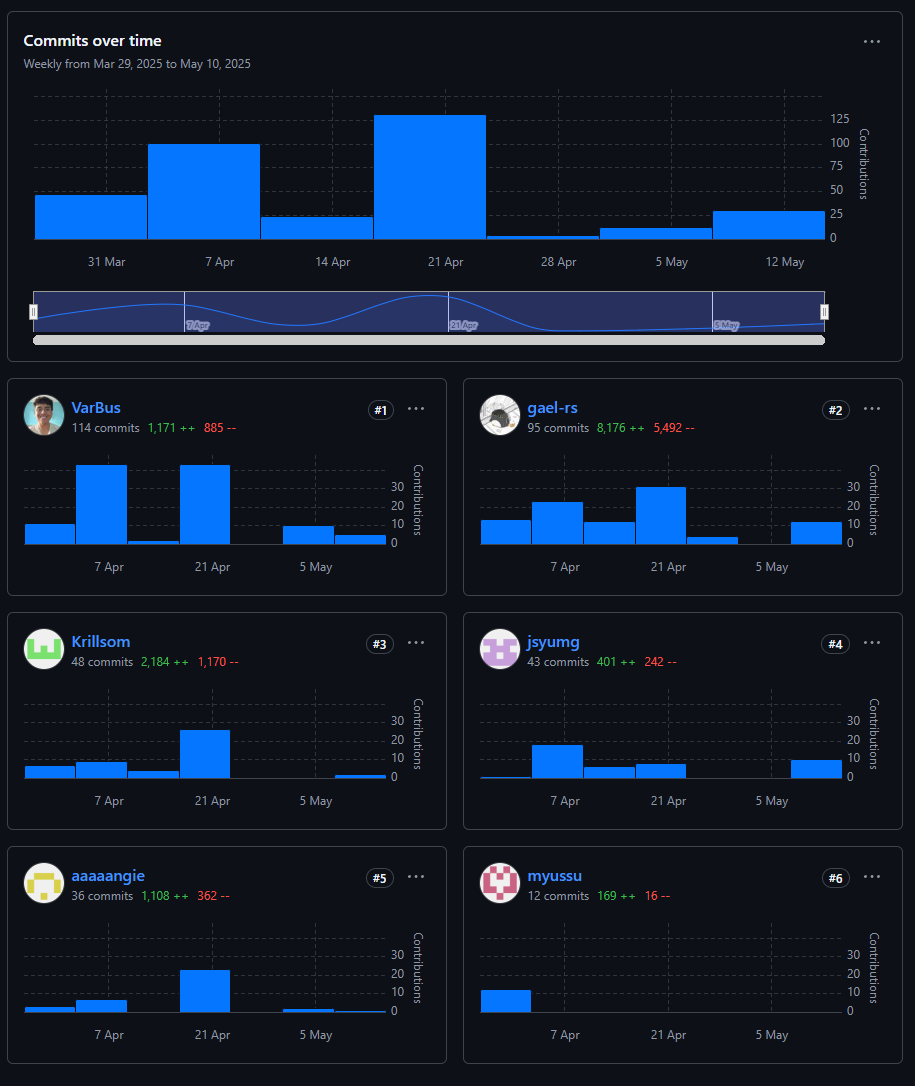 Commits over time
Weekly from Mar 29, 2025 to May 10, 2025
125
100
75
50
25
0
Contributions
31 Mar 7 Apr 14 Apr 21 Apr 28 Apr 5 May 12 May
7 Apr 21 Apr 5 May
VarBus #1
114 commits 1,171 ++ 885 --
30
20
10
0
Contributions
7 Apr 21 Apr 5 May
gael-rs #2
95 commits 8,176 ++ 5,492 --
30
20
10
0
Contributions
7 Apr 21 Apr 5 May
Krillsom #3
48 commits 2,184 ++ 1,170 --
30
20
10
0
Contributions
7 Apr 21 Apr 5 May
jsyumg #4
43 commits 401 ++ 242 --
30
20
10
0
Contributions
7 Apr 21 Apr 5 May
aaaaangie #5
36 commits 1,108 ++ 362 --
30
20
10
0
Contributions
7 Apr 21 Apr 5 May
myussu #6
12 commits 169 ++ 16 --
30
20
10
0
Contributions
7 Apr 21 Apr 5 May